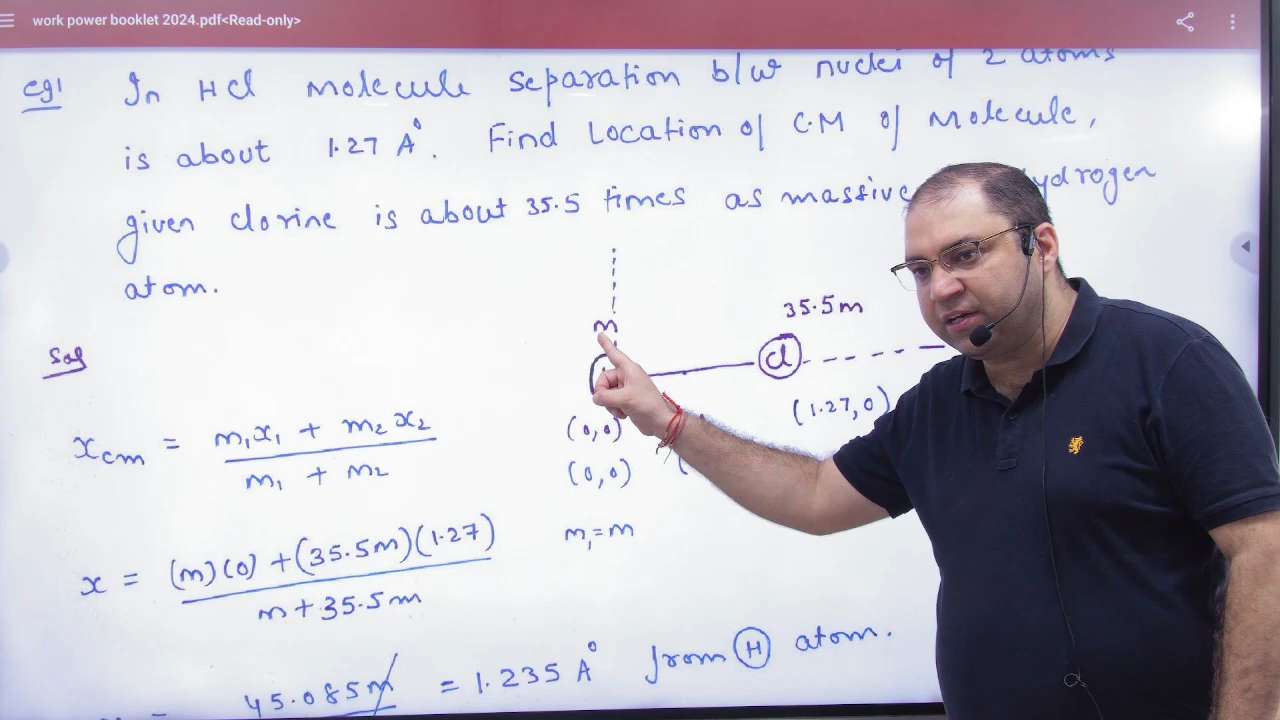 work power booklet 2024.pdf<Read-only>
eg1 In HCl molecule separation b/w nuclei of 2 atoms
is about 1.27 A°. Find Location of C.M of Molecule,
given clorine is about 35.5 times as massive hydrogen
atom.
m
35.5m
Sol
Cl
(1.27,0)
xcm = m1x1 + m2x2 / m1 + m2
(0,0)
(0,0)
m1=m
x = (m)(0) + (35.5m)(1.27) / m + 35.5m
45.085m = 1.235 A° from H atom.